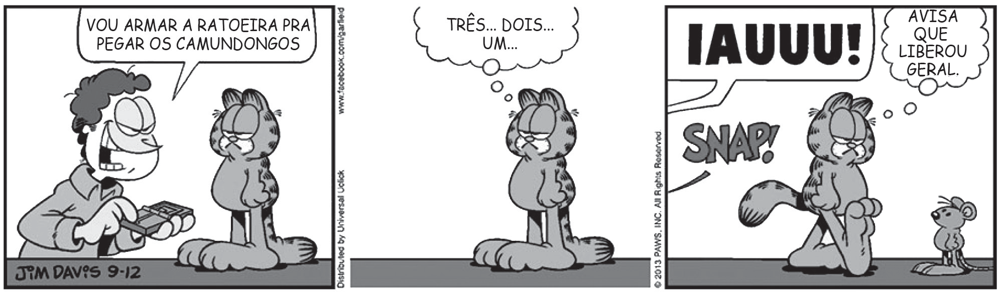 VOU ARMAR A RATOEIRA PRA
PEGAR OS CAMUNDONGOS
JIM DAVIS 9-12
www.facebook.com/garfield
Distributed by Universal Uclick
TRÊS... DOIS...
UM...
© 2013 PAWS, INC. All Rights Reserved.
IAUUU!
SNAP!
AVISA
QUE
LIBEROU
GERAL.